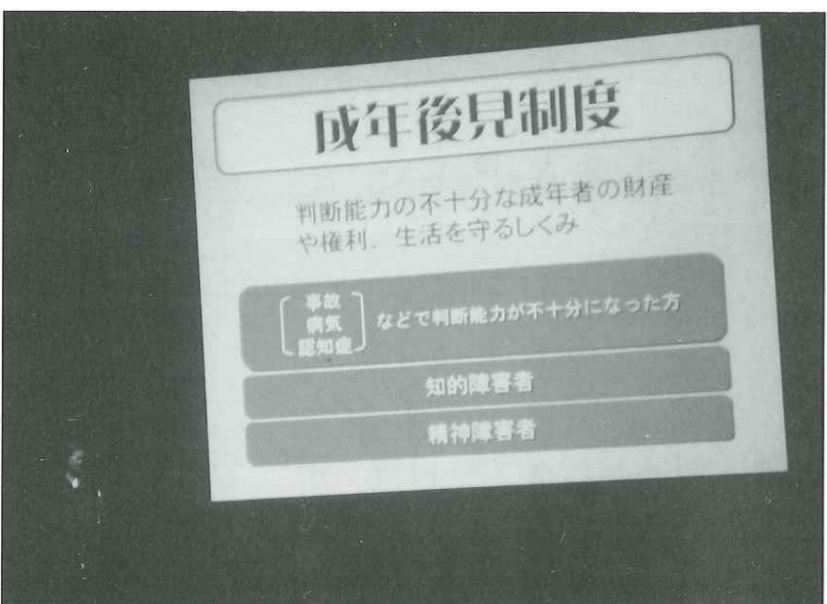 成年後見制度
判断能力の不十分な成年者の財産
や権利、生活を守るしくみ
事故
病気
認知症
などで判断能力が不十分になった方
知的障害者
精神障害者